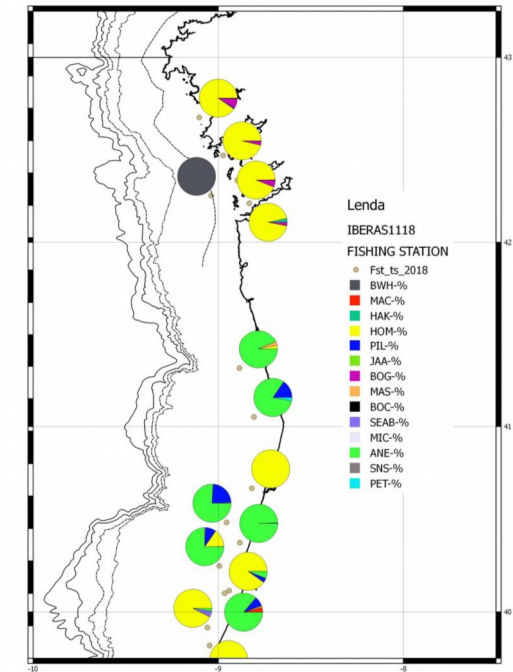 43
Lenda
IBERAS1118
FISHING STATION
Fst_ts_2018
BWH-%
MAC-%
HAK-%
HOM-%
PIL-%
JAA-%
BOG-%
MAS-%
BOC-%
SEAB-%
MIC-%
ANE-%
SNS-%
PET-%
42
41
40
-10 -9 -8